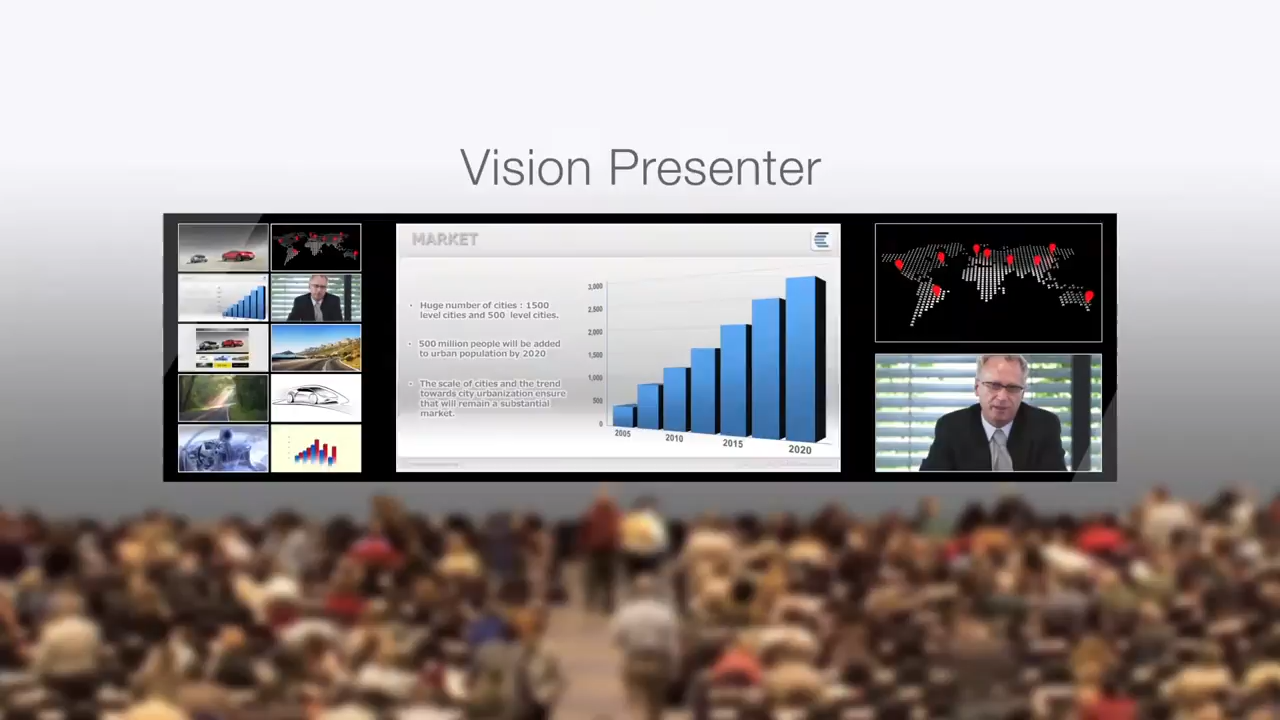 Vision Presenter
MARKET
• Huge number of cities : 1500
level cities and 500 level cities.
• 500 million people will be added
to urban population by 2020
• The scale of cities and the trend
towards city urbanization ensure
that will remain a substantial
market.
3,000
2,500
2,000
1,500
1,000
500
0
2005
2010
2015
2020